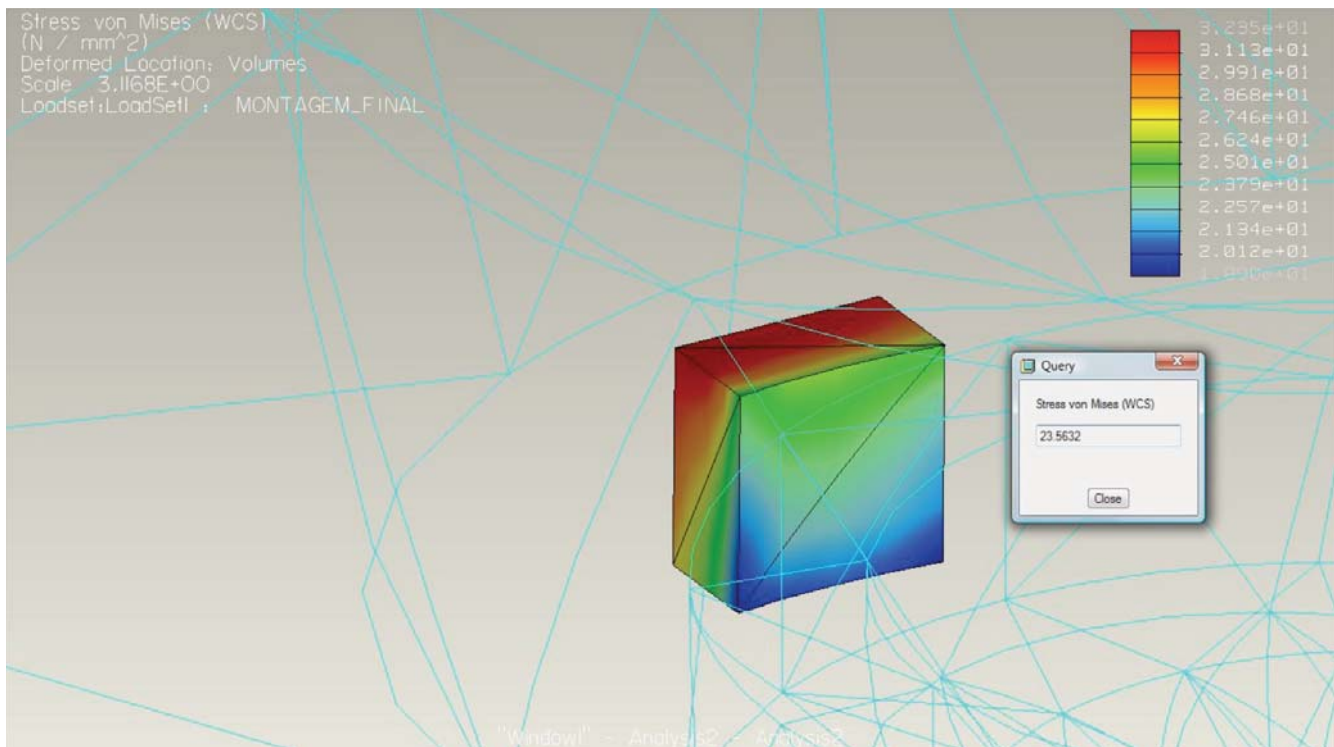 Stress von Mises (WCS)
(N / mm^2)
Deformed Location: Volumes
Scale 3.1168E+00
Loadset:LoadSet1 : MONTAGEM_FINAL
3.235e+01
3.113e+01
2.991e+01
2.868e+01
2.746e+01
2.624e+01
2.501e+01
2.379e+01
2.257e+01
2.134e+01
2.012e+01
Query
Stress von Mises (WCS)
23.5632
Close
"Window1" - Analysis2 - Analysis2